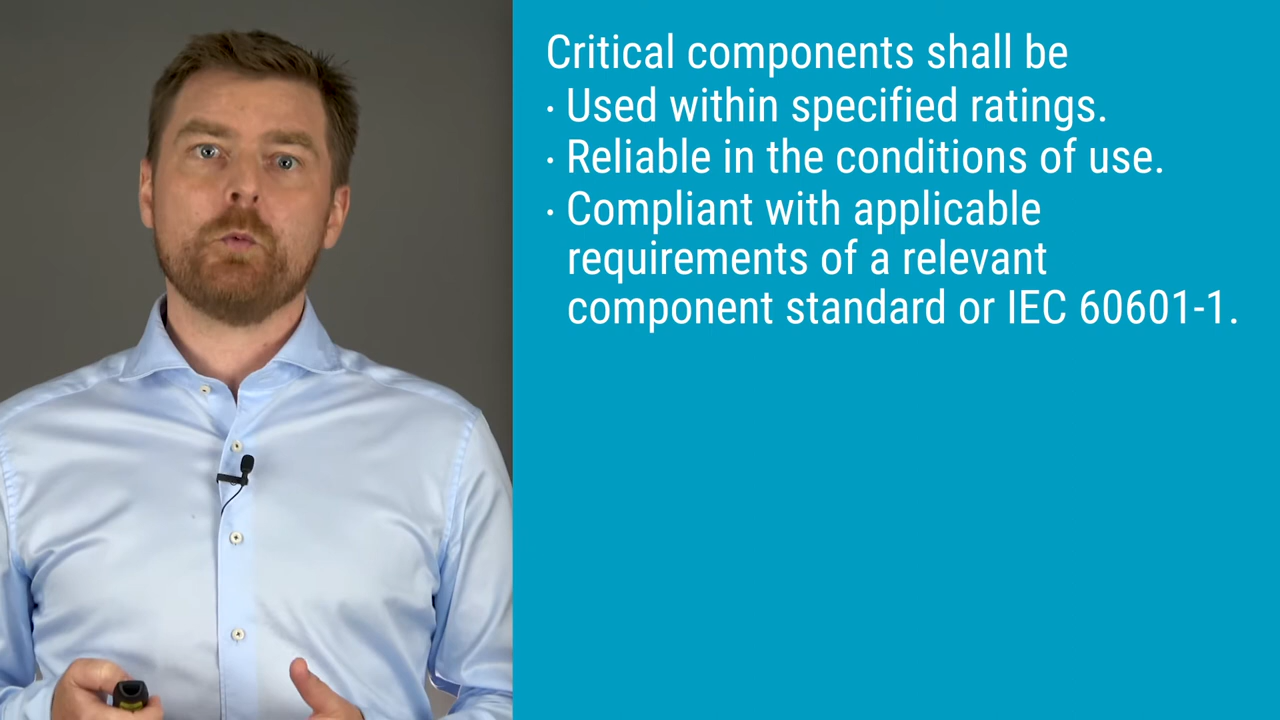 Critical components shall be
· Used within specified ratings.
· Reliable in the conditions of use.
· Compliant with applicable
requirements of a relevant
component standard or IEC 60601-1.